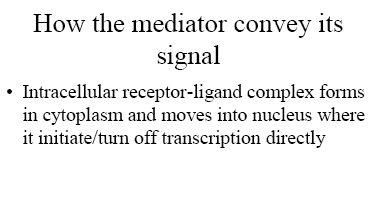 How the mediator convey its
signal
• Intracellular receptor-ligand complex forms
in cytoplasm and moves into nucleus where
it initiate/turn off transcription directly